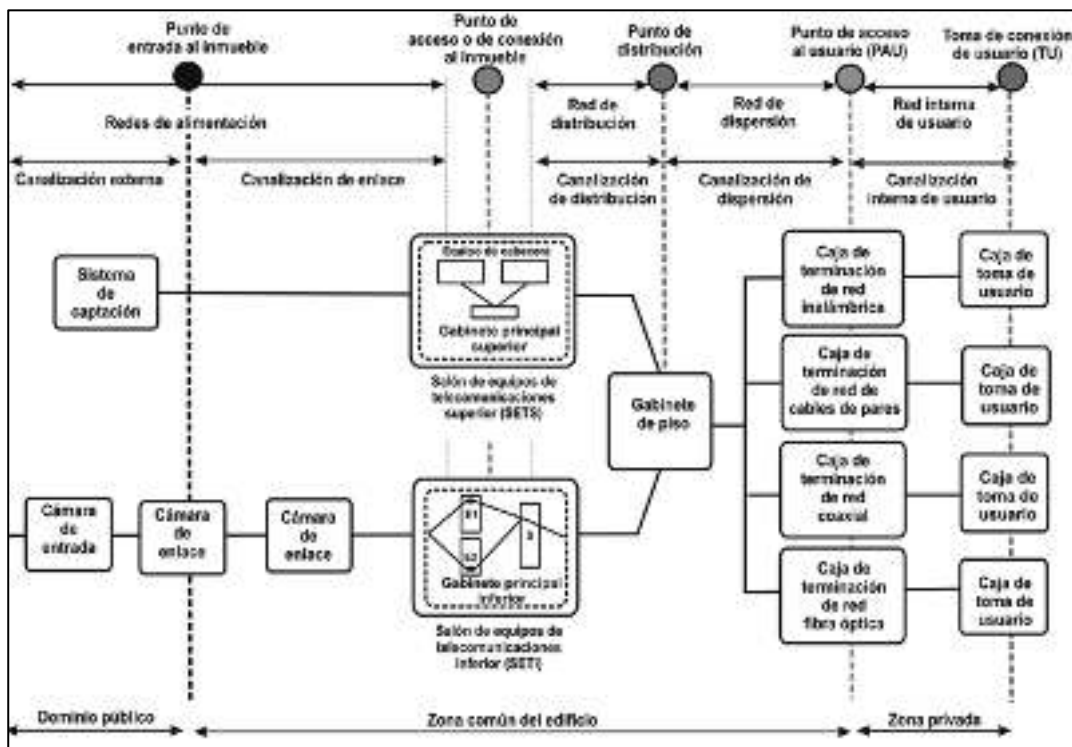 Punto de
entrada al inmueble
Punto de
acceso o de conexión
al inmueble
Punto de
distribución
Punto de acceso
al usuario (PAU)
Toma de conexión
de usuario (TU)
Redes de alimentación
Red de
distribución
Red de
dispersión
Red interna
de usuario
Canalización externa
Canalización de enlace
Canalización
de distribución
Canalización de
dispersión
Canalización
interna de usuario
Sistema
de
captación
Equipo de cabecera
Gabinete principal
superior
Salón de equipos de
telecomunicaciones
superior (SETS)
Gabinete
de piso
Caja de
terminación
de red
inalámbrica
Caja de
toma de
usuario
Caja de
terminación
de red de
cables de pares
Caja de
toma de
usuario
Caja de
terminación
de red
coaxial
Caja de
toma de
usuario
Caja de
terminación
de red
fibra óptica
Caja de
toma de
usuario
Cámara
de
entrada
Cámara
de
enlace
Cámara
de
enlace
Gabinete principal
inferior
Salón de equipos de
telecomunicaciones
inferior (SETI)
Dominio público
Zona común del edificio
Zona privada